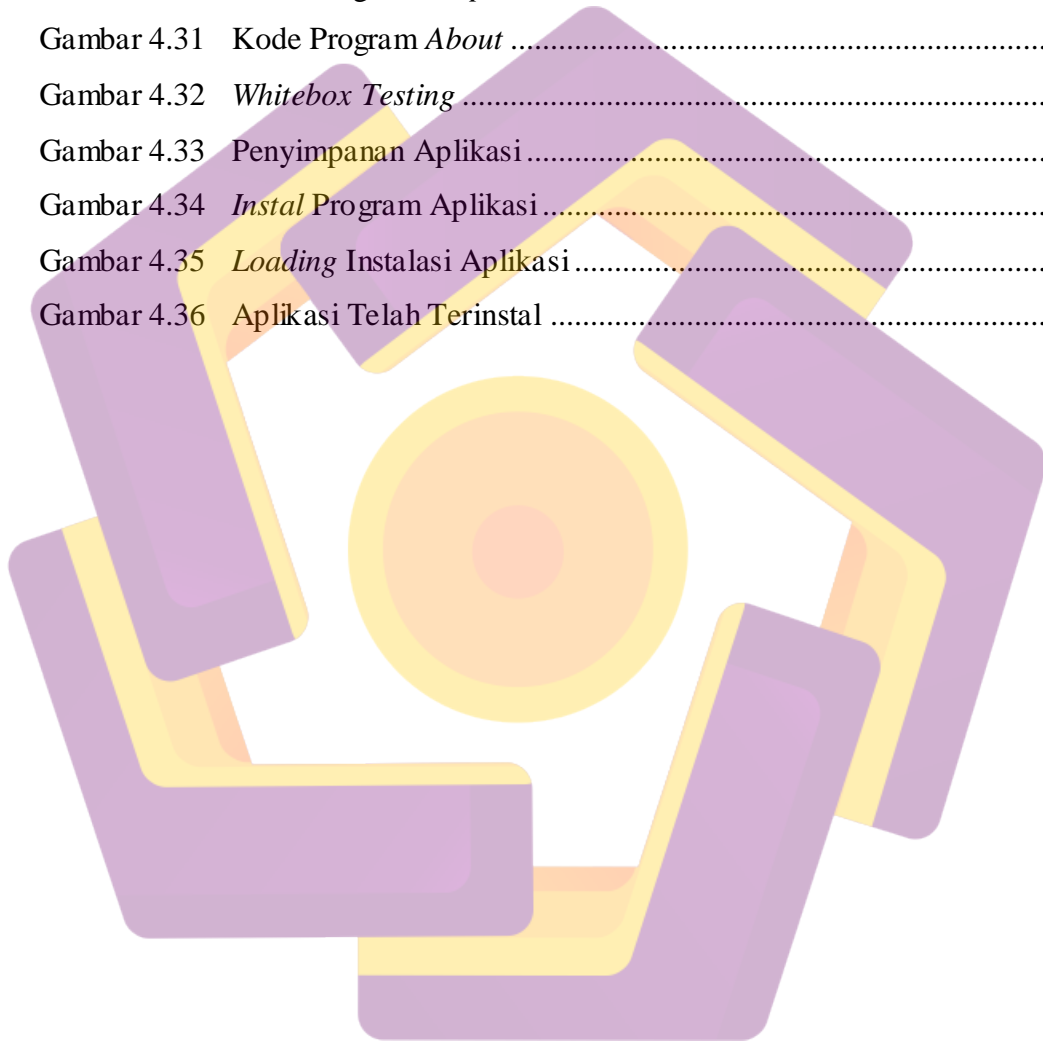 Gambar 4.31 Kode Program About ..........................................................................
Gambar 4.32 Whitebox Testing ................................................................................
Gambar 4.33 Penyimpanan Aplikasi ........................................................................
Gambar 4.34 Instal Program Aplikasi ......................................................................
Gambar 4.35 Loading Instalasi Aplikasi ..................................................................
Gambar 4.36 Aplikasi Telah Terinstal .....................................................................